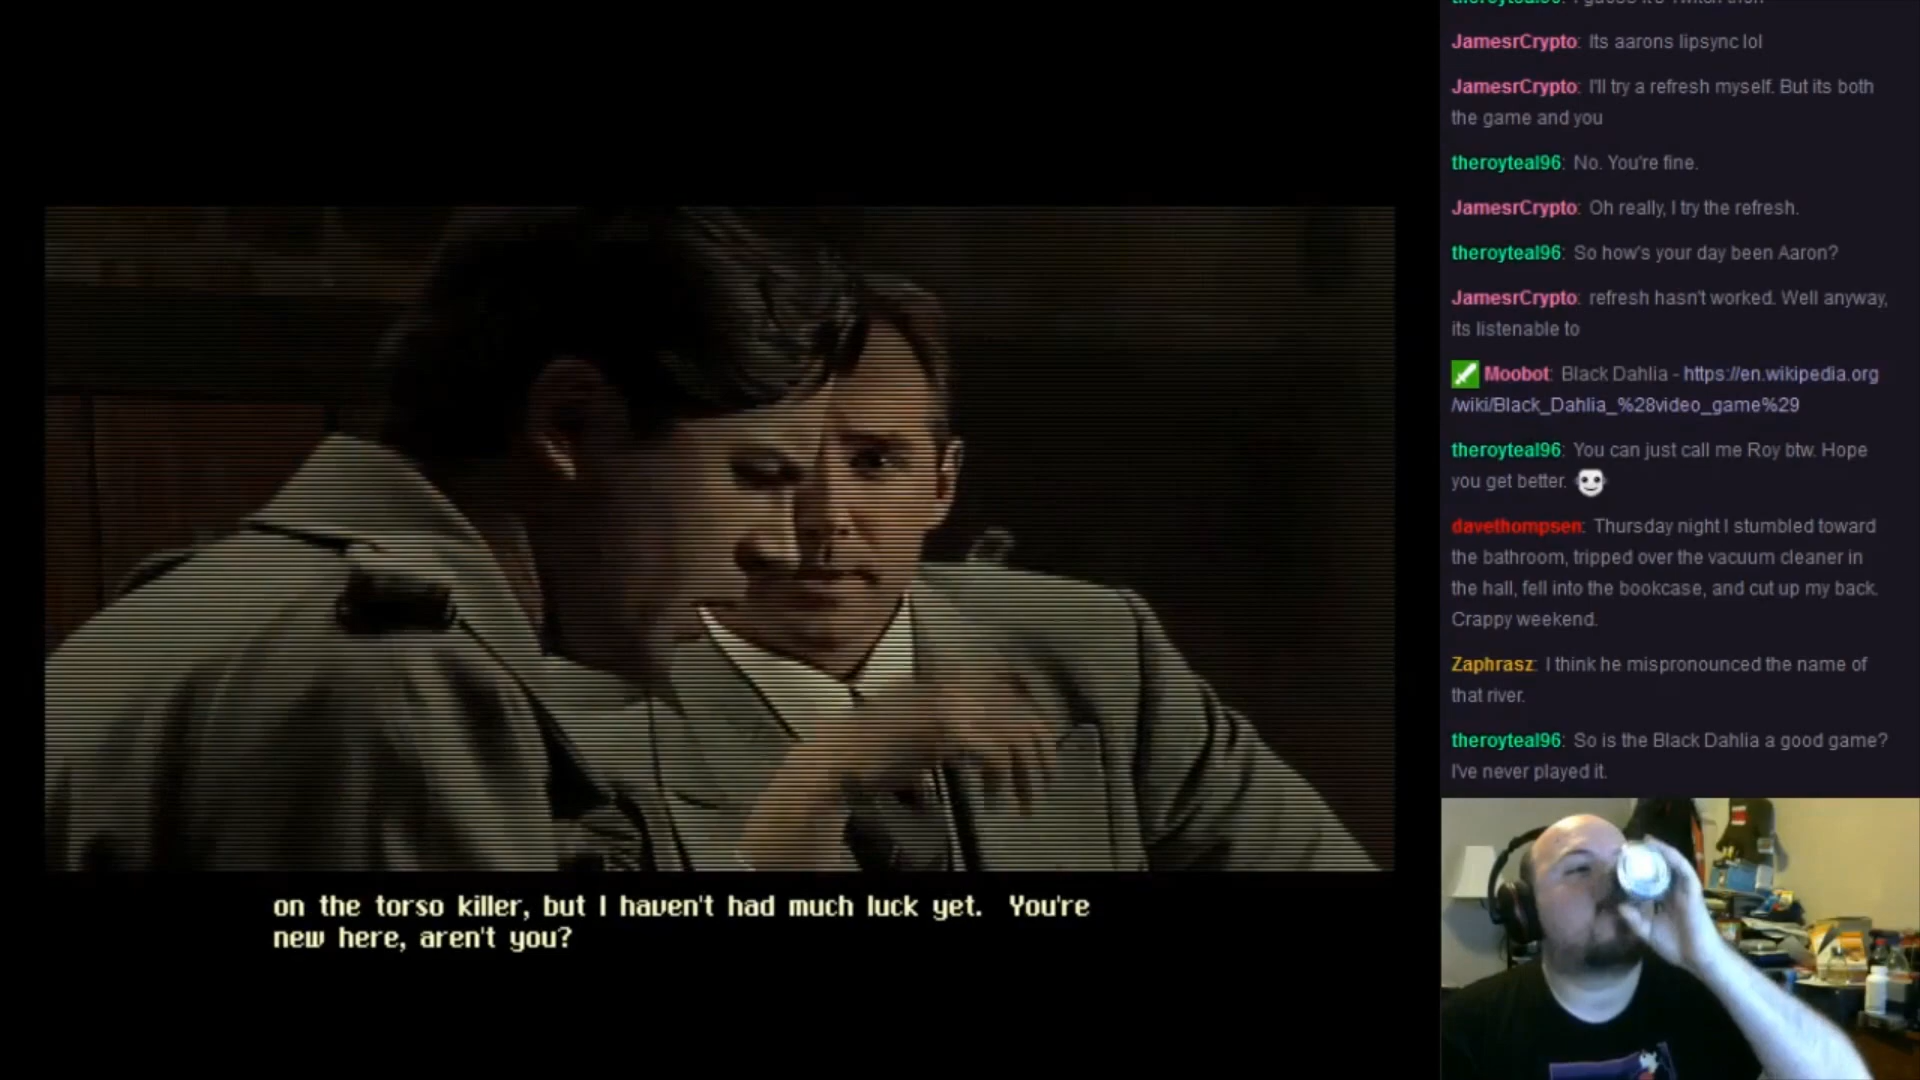 on the torso killer, but I haven't had much luck yet. You're
new here, aren't you?
JamesrCrypto: Its aarons lipsync lol
JamesrCrypto: I'll try a refresh myself. But its both
the game and you
theroyteal96: No. You're fine.
JamesrCrypto: Oh really, I try the refresh.
theroyteal96: So how's your day been Aaron?
JamesrCrypto: refresh hasn't worked. Well anyway,
its listenable to
Moobot: Black Dahlia - https://en.wikipedia.org
/wiki/Black_Dahlia_%28video_game%29
theroyteal96: You can just call me Roy btw. Hope
you get better.
davethompsen: Thursday night I stumbled toward
the bathroom, tripped over the vacuum cleaner in
the hall, fell into the bookcase, and cut up my back.
Crappy weekend.
Zaphrasz: I think he mispronounced the name of
that river.
theroyteal96: So is the Black Dahlia a good game?
I've never played it.